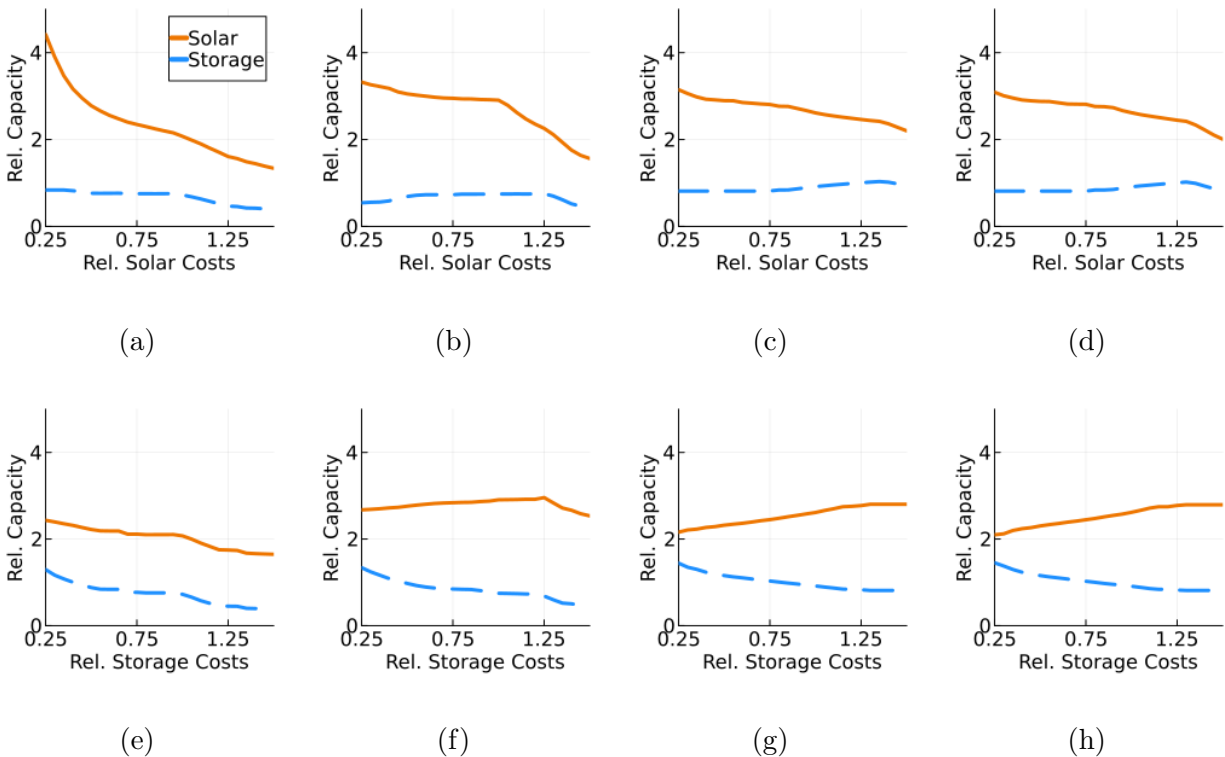 Solar
Storage
Rel. Capacity
4
2
0
0.25 0.75 1.25
Rel. Solar Costs
(a)
Rel. Capacity
4
2
0
0.25 0.75 1.25
Rel. Solar Costs
(b)
Rel. Capacity
4
2
0
0.25 0.75 1.25
Rel. Solar Costs
(c)
Rel. Capacity
4
2
0
0.25 0.75 1.25
Rel. Solar Costs
(d)
Rel. Capacity
4
2
0
0.25 0.75 1.25
Rel. Storage Costs
(e)
Rel. Capacity
4
2
0
0.25 0.75 1.25
Rel. Storage Costs
(f)
Rel. Capacity
4
2
0
0.25 0.75 1.25
Rel. Storage Costs
(g)
Rel. Capacity
4
2
0
0.25 0.75 1.25
Rel. Storage Costs
(h)